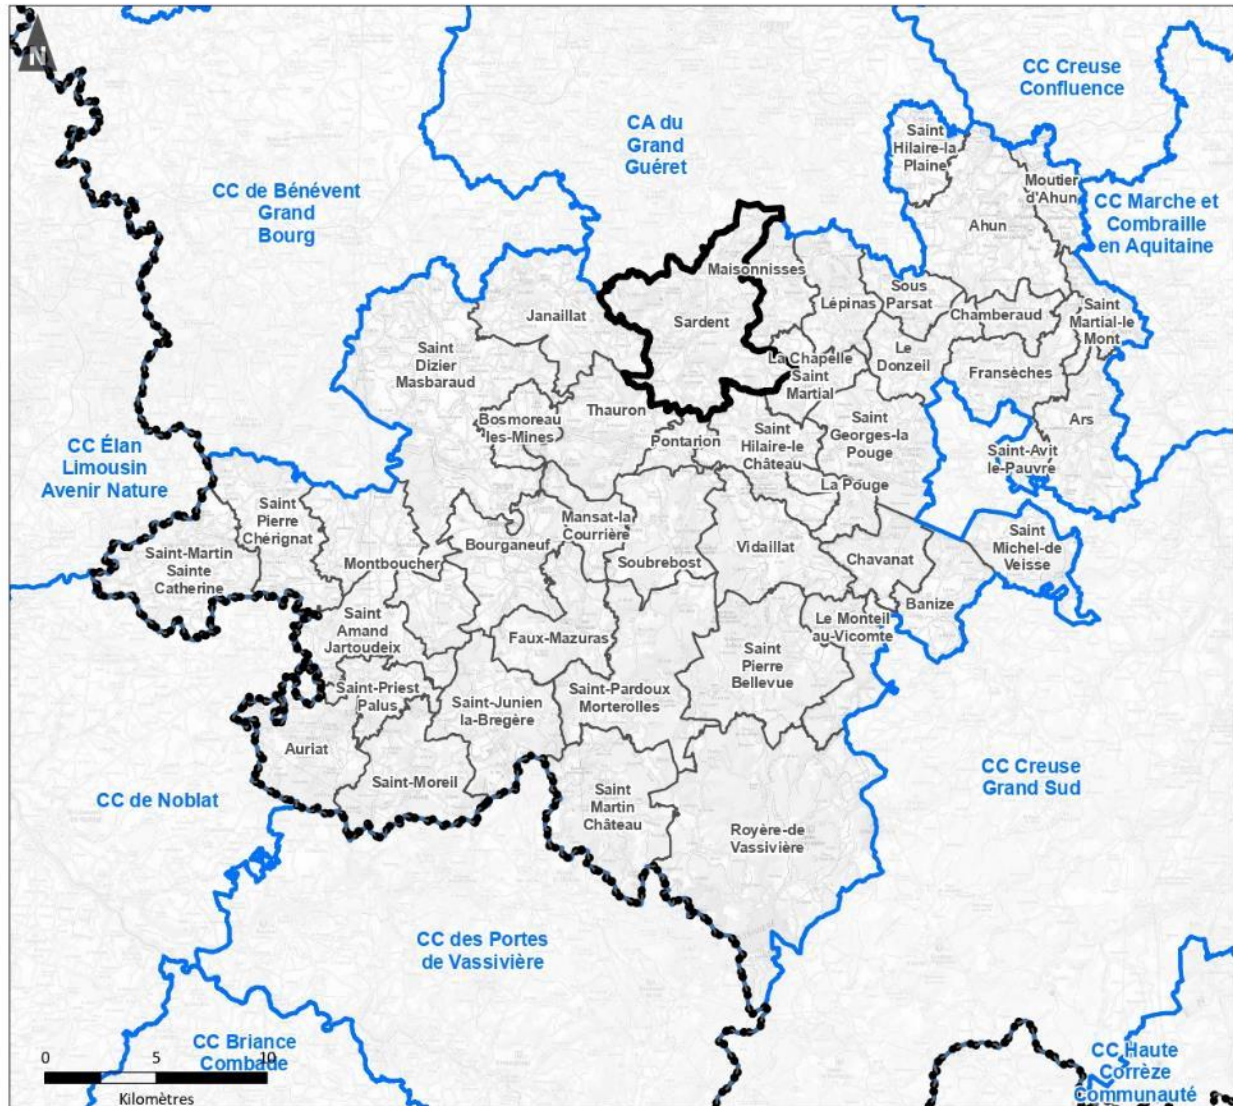 N
CC Creuse
Confluence
CA du
Grand
Guéret
Saint
Hilaire-la
Plaine
Moutier
d'Ahun
CC de Bénévent
Grand
Bourg
CC Marche et
Combraille
en Aquitaine
Ahun
Maisonnisses
Janaillat
Sardent
Lépinas
Sous
Parsat
Chamberaud
Saint
Martial-le
Mont
Saint
Dizier
Masbaraud
La Chapelle
Saint
Martial
Le
Donzeil
Fransèches
Thauron
Bosmoreau
les-Mines
Pontarion
Saint
Hilaire-le
Château
Saint
Georges-la
Pouge
Ars
Saint-Avit
le-Pauvre
CC Élan
Limousin
Avenir Nature
La Pouge
Saint
Pierre
Chérignat
Mansat-la
Courrière
Bourganeuf
Vidaillat
Saint
Michel-de
Veisse
Saint-Martin
Sainte
Catherine
Montboucher
Soubrebost
Chavanat
Banize
Saint
Amand
Jartoudeix
Faux-Mazuras
Le Monteil
au-Vicomte
Saint
Pierre
Bellevue
Saint-Priest
Palus
Saint-Junien
la-Bregère
Saint-Pardoux
Morterolles
Auriat
Saint-Moreil
CC Creuse
Grand Sud
CC de Noblat
Saint
Martin
Château
Royère-de
Vassivière
CC des Portes
de Vassivière
CC Briance
Combade
CC Haute
Corrèze
Communauté
0 5 10
Kilomètres